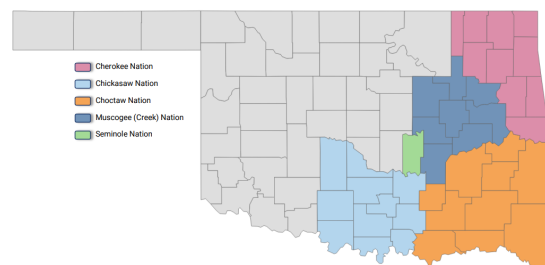 Cherokee Nation
Chickasaw Nation
Choctaw Nation
Muscogee (Creek) Nation
Seminole Nation